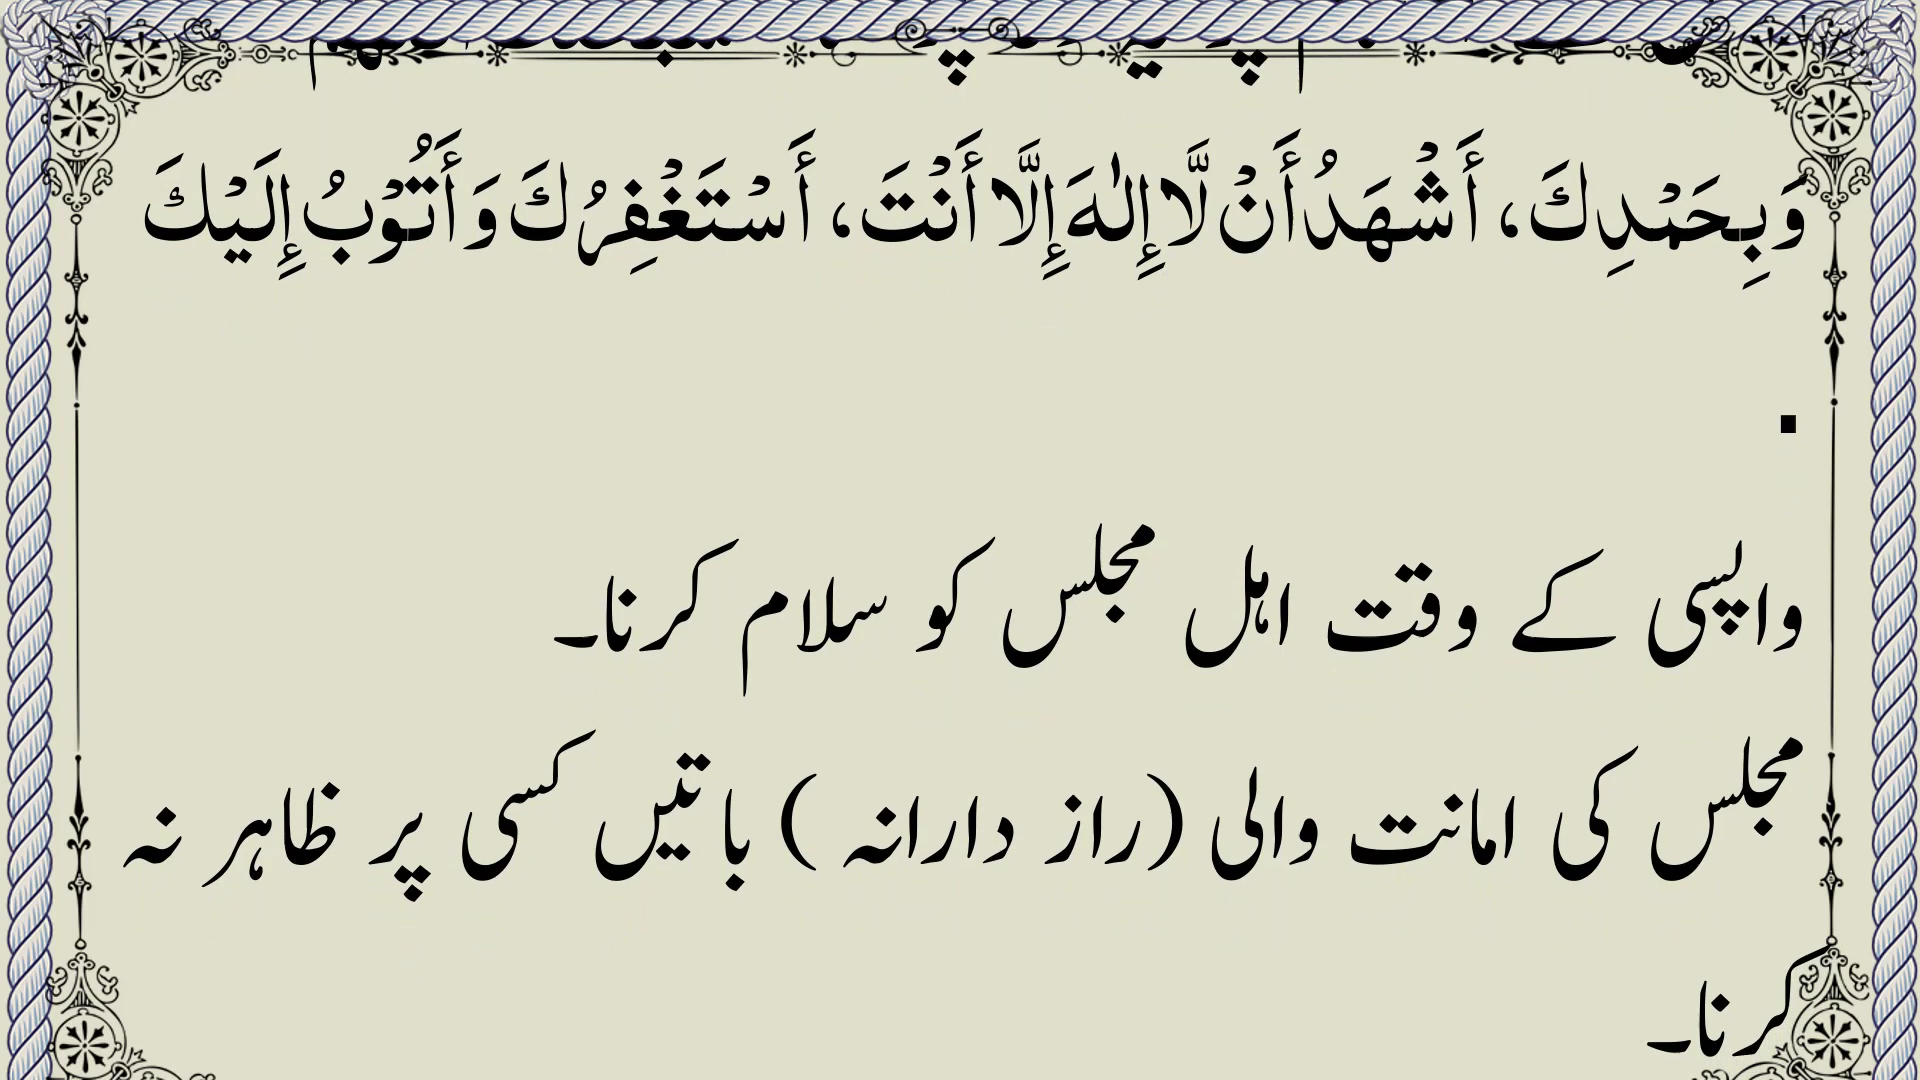 وَبِحَمْدِكَ، أَشْهَدُ أَنْ لَّا إِلٰهَ إِلَّا أَنْتَ، أَسْتَغْفِرُكَ وَأَتُوْبُ إِلَيْكَ
.
واپسی کے وقت اہل مجلس کو سلام کرنا۔
مجلس کی امانت والی (راز دارانہ ) باتیں کسی پر ظاہر نہ
کرنا۔